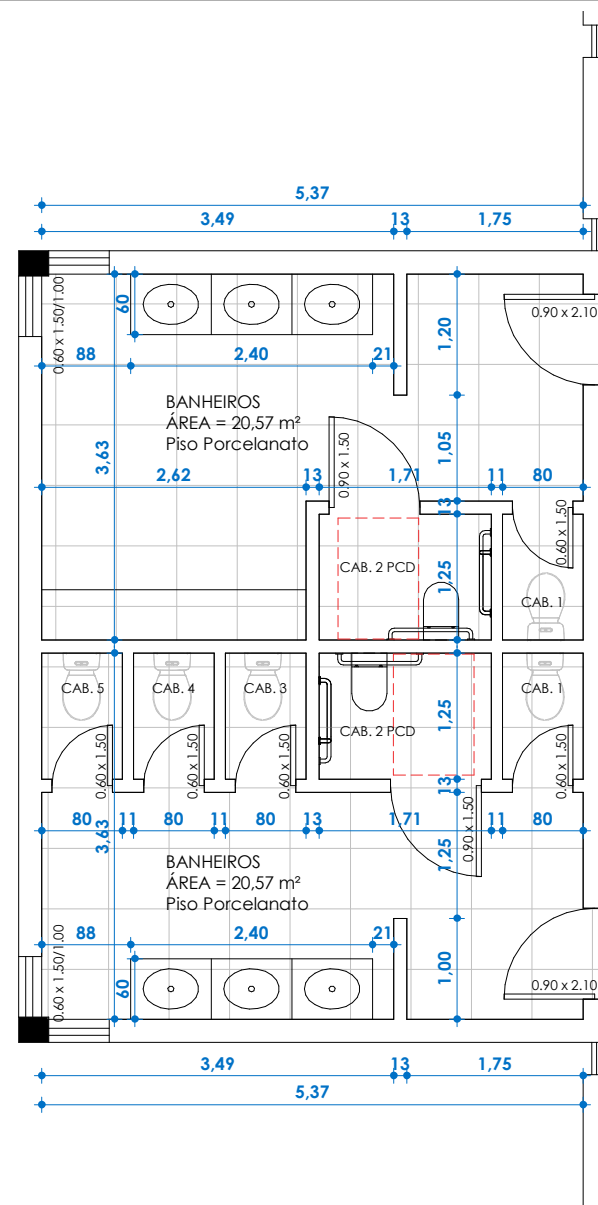 5,37
3,49
13
1,75
60
0.60 x 1.50/1.00
0.90 x 2.10
1,20
88
2,40
21
BANHEIROS
ÁREA = 20,57 m²
Piso Porcelanato
3,63
1,05
0.90 x 1.50
2,62
13
1,71
11
80
13
0.60 x 1.50
CAB. 2 PCD
1,25
CAB. 1
CAB. 5
CAB. 4
CAB. 3
CAB. 1
1,25
CAB. 2 PCD
0.60 x 1.50
0.60 x 1.50
0.60 x 1.50
0.60 x 1.50
13
0.90 x 1.50
80
11
80
11
80
13
1,71
11
80
3,63
1,25
BANHEIROS
ÁREA = 20,57 m²
Piso Porcelanato
88
2,40
21
0.60 x 1.50/1.00
60
1,00
0.90 x 2.10
3,49
13
1,75
5,37